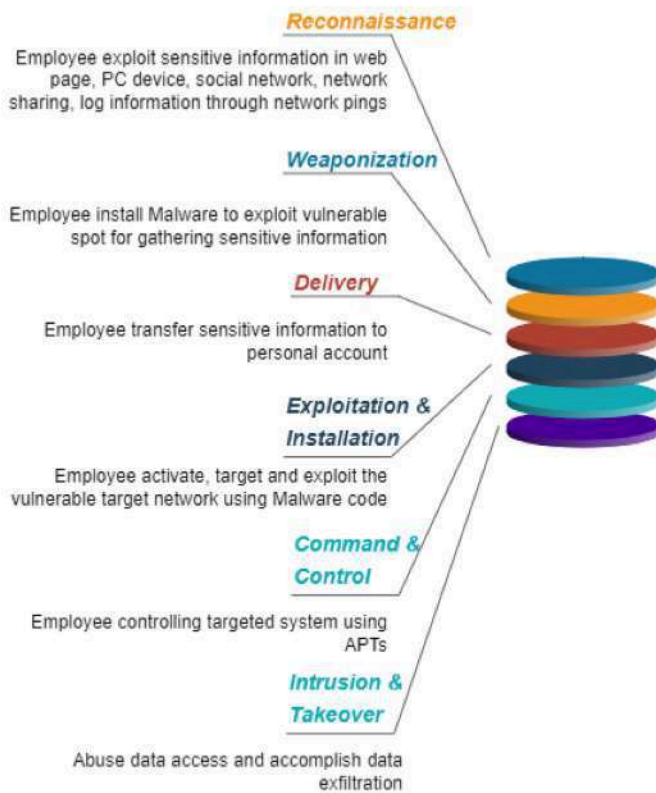 Reconnaissance
Employee exploit sensitive information in web
page, PC device, social network, network
sharing, log information through network pings
Weaponization
Employee install Malware to exploit vulnerable
spot for gathering sensitive information
Delivery
Employee transfer sensitive information to
personal account
Exploitation &
Installation
Employee activate, target and exploit the
vulnerable target network using Malware code
Command &
Control
Employee controlling targeted system using
APTs
Intrusion &
Takeover
Abuse data access and accomplish data
exfiltration